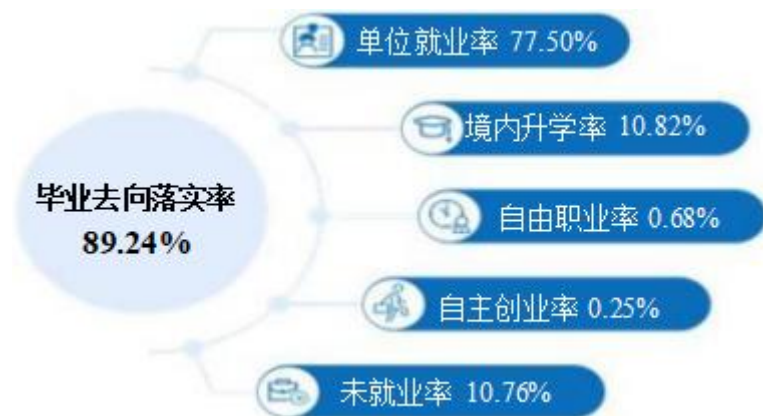 单位就业率 77.50%
境内升学率 10.82%
毕业去向落实率
89.24%
自由职业率 0.68%
自主创业率 0.25%
未就业率 10.76%